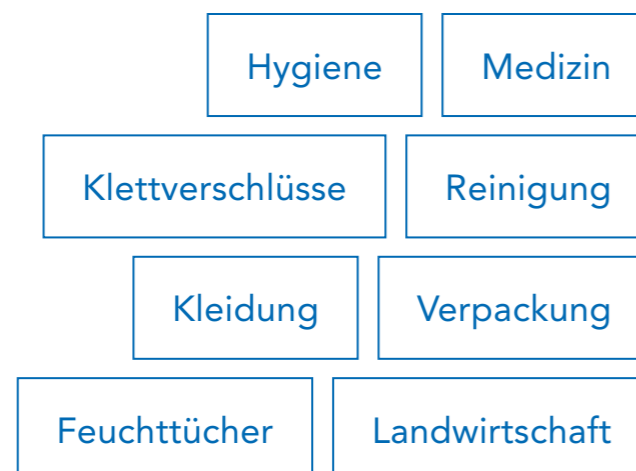 Hygiene Medizin
Klettverschlüsse Reinigung
Kleidung Verpackung
Feuchttücher Landwirtschaft